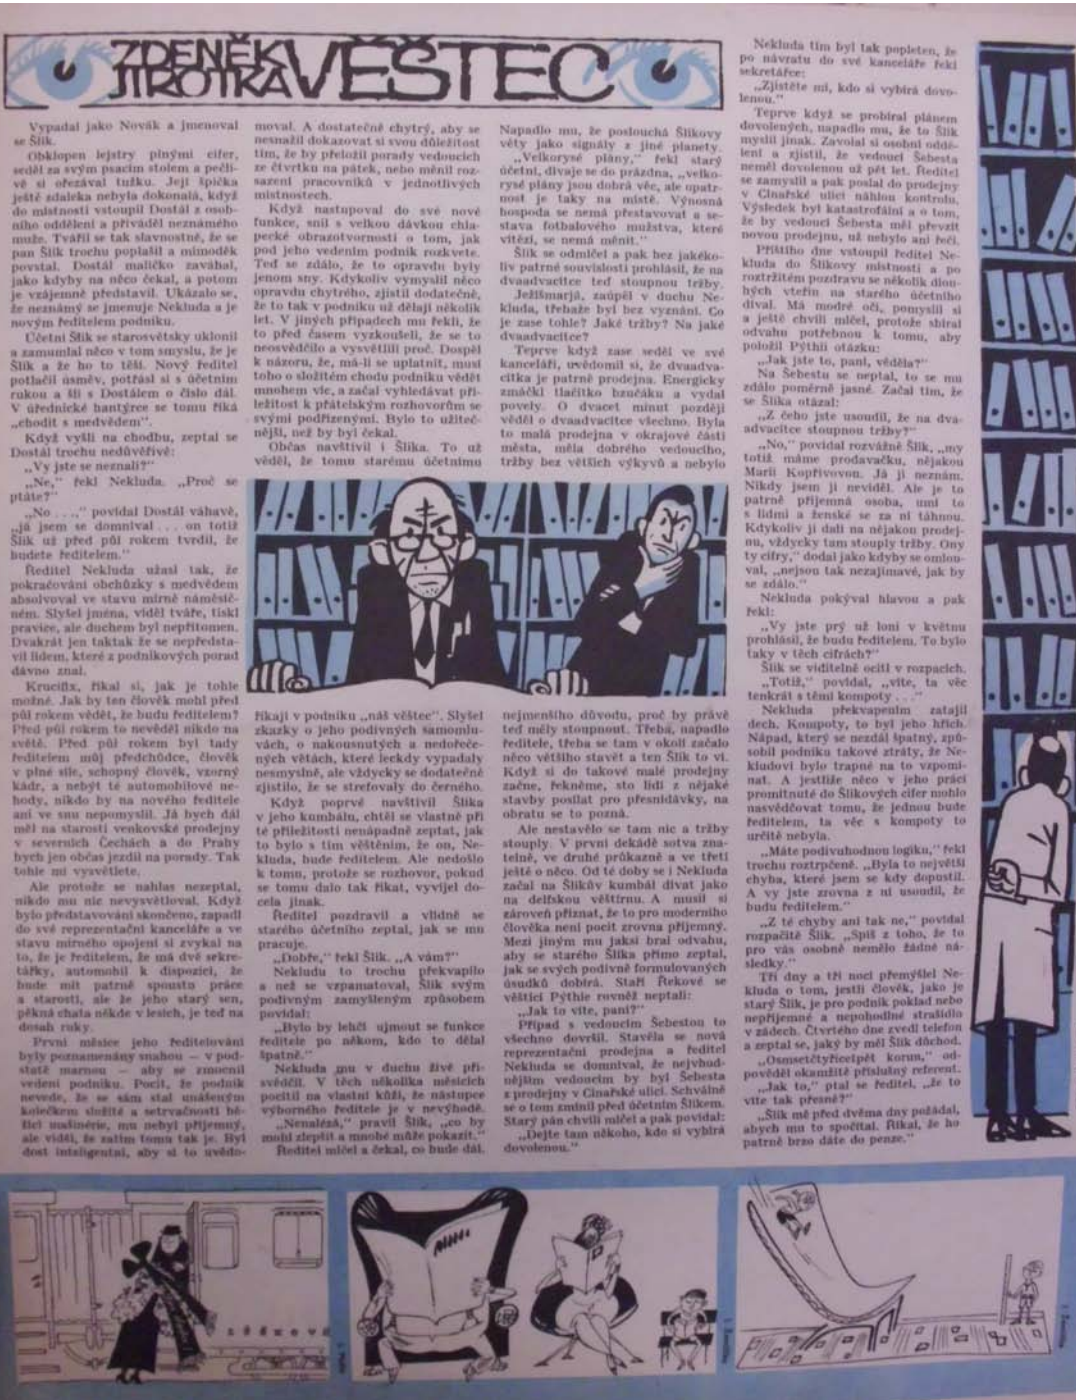 ZDENĚK
JIROTKA
VĚŠTEC
Vypadal jako Novák a jmenoval
se Šlik.
Obklopen lejstry plnými cifer,
seděl za svým psacím stolem a pečli-
vě si ořezával tužku. Její špička
ještě zdaleka nebyla dokonalá, když
do místnosti vstoupil Dostál z osob-
ního oddělení a přiváděl neznámého
muže. Tvářil se tak slavnostně, že se
pan Šlik trochu poplašil a mimoděk
povstal. Dostál maličko zaváhal,
jako kdyby na něco čekal, a potom
je vzájemně představil. Ukázalo se,
že neznámý se jmenuje Nekluda a je
novým ředitelem podniku.
Účetní Šlik se starosvětsky uklonil
a zamumlal něco v tom smyslu, že je
Šlik a že ho to těší. Nový ředitel
potlačil úsměv, potřásl si s účetním
rukou a šli s Dostálem o číslo dál.
V úřednické hantýrce se tomu říká
„chodit s medvědem".
Když vyšli na chodbu, zeptal se
Dostál trochu nedůvěřivě:
„Vy jste se neznali?"
„Ne," řekl Nekluda. „Proč se
ptáte?"
„No . . .," povídal Dostál váhavě,
„já jsem se domníval . . . on totiž
Šlik už před půl rokem tvrdil, že
budete ředitelem."
Ředitel Nekluda užasl tak, že
pokračování obchůzky s medvědem
absolvoval ve stavu mírně náměsíč-
ném. Slyšel jména, viděl tváře, tiskl
pravice, ale duchem byl nepřítomen.
Dvakrát jen taktak že se nepředsta-
vil lidem, které z podnikových porad
dávno znal.
Krucifix, říkal si, jak je tohle
možné. Jak by ten člověk mohl před
půl rokem vědět, že budu ředitelem?
Před půl rokem to nevěděl nikdo na
světě. Před půl rokem byl tady
ředitelem můj předchůdce, člověk
v plné síle, schopný člověk, vzorný
kádr, a nebýt té automobilové ne-
hody, nikdo by na nového ředitele
ani ve snu nepomyslil. Já bych dál
měl na starosti venkovské prodejny
v severních Čechách a do Prahy
bych jen občas jezdil na porady. Tak
tohle mi vysvětlete.
Ale protože se nahlas nezeptal,
nikdo mu nic nevysvětloval. Když
bylo představování skončeno, zapadl
do své reprezentační kanceláře a ve
stavu mírného opojení si zvykal na
to, že je ředitelem, že má dvě sekre-
tářky, automobil k dispozici, že
bude mít patrně spoustu práce
a starostí, ale že jeho starý sen,
pěkná chata někde v lesích, je teď na
dosah ruky.
První měsíce jeho ředitelování
byly poznamenány snahou — v pod-
statě marnou — aby se zmocnil
vedení podniku. Pocit, že podnik
nevede, že se sám stal unášeným
kolečkem složité a setrvačností bě-
žící mašinérie, mu nebyl příjemný,
ale viděl, že zatím tomu tak je. Byl
dost inteligentní, aby si to uvědo-
moval. A dostatečně chytrý, aby se
nesnažil dokazovat si svou důležitost
tím, že by přeložil porady vedoucích
ze čtvrtka na pátek, nebo měnil roz-
sazení pracovníků v jednotlivých
místnostech.
Když nastupoval do své nové
funkce, snil s velkou dávkou chla-
pecké obrazotvornosti o tom, jak
pod jeho vedením podnik rozkvete.
Teď se zdálo, že to opravdu byly
jenom sny. Kdykoliv vymyslil něco
opravdu chytrého, zjistil dodatečně,
že to tak v podniku už dělají několik
let. V jiných případech mu řekli, že
to před časem vyzkoušeli, že se to
neosvědčilo a vysvětlili proč. Dospěl
k názoru, že, má-li se uplatnit, musí
toho o složitém chodu podniku vědět
mnohem víc, a začal vyhledávat pří-
ležitost k přátelským rozhovorům se
svými podřízenými. Bylo to užiteč-
nější, než by byl čekal.
Občas navštívil i Šlika. To už
věděl, že tomu starému účetnímu
říkají v podniku „náš věštec". Slyšel
zkazky o jeho podivných samomlu-
vách, o nakousnutých a nedořeče-
ných větách, které leckdy vypadaly
nesmyslně, ale vždycky se dodatečně
zjistilo, že se strefovaly do černého.
Když poprvé navštívil Šlika
v jeho kumbálu, chtěl se vlastně při
té příležitosti nenápadně zeptat, jak
to bylo s tím věštěním, že on, Ne-
kluda, bude ředitelem. Ale nedošlo
k tomu, protože se rozhovor, pokud
se tomu dalo tak říkat, vyvíjel do-
cela jinak.
Ředitel pozdravil a vlídně se
starého účetního zeptal, jak se mu
pracuje.
„Dobře," řekl Šlik. „A vám?"
Nekludu to trochu překvapilo
a než se vzpamatoval, Šlik svým
podivným zamyšleným způsobem
povídal:
„Bylo by lehčí ujmout se funkce
ředitele po někom, kdo to dělal
špatně."
Nekluda mu v duchu živě při-
svědčil. V těch několika měsících
pocítil na vlastní kůži, že nástupce
výborného ředitele je v nevýhodě.
„Nenalézá," pravil Šlik, „co by
mohl zlepšit a mnohé může pokazit."
Ředitel mlčel a čekal, co bude dál.
Napadlo mu, že poslouchá Šlikovy
věty jako signály z jiné planety.
„Velkorysé plány," řekl starý
účetní, dívaje se do prázdna, „velko-
rysé plány jsou dobrá věc, ale opatr-
nost je taky na místě. Výnosná
hospoda se nemá přestavovat a se-
stava fotbalového mužstva, které
vítězí, se nemá měnit."
Šlik se odmlčel a pak bez jakéko-
liv patrné souvislosti prohlásil, že na
dvaadvacítce teď stoupnou tržby.
Ježíšmarjá, zaúpěl v duchu Ne-
kluda, třebaže byl bez vyznání. Co
je zase tohle? Jaké tržby? Na jaké
dvaadvacítce?
Teprve když zase seděl ve své
kanceláři, uvědomil si, že dvaadva-
cítka je patrně prodejna. Energicky
zmáčkl tlačítko bzučáku a vydal
povely. O dvacet minut později
věděl o dvaadvacítce všechno. Byla
to malá prodejna v okrajové části
města, měla dobrého vedoucího,
tržby bez větších výkyvů a nebylo
nejmenšího důvodu, proč by právě
teď měly stoupnout. Třeba, napadlo
ředitele, třeba se tam v okolí začalo
něco většího stavět a ten Šlik to ví.
Když si do takové malé prodejny
začne, řekněme, sto lidí z nějaké
stavby posílat pro přesnídávky, na
obratu se to pozná.
Ale nestavělo se tam nic a tržby
stouply. V první dekádě sotva zna-
telně, ve druhé průkazně a ve třetí
ještě o něco. Od té doby se i Nekluda
začal na Šlikův kumbál dívat jako
na delfskou věštírnu. A musil si
zároveň přiznat, že to pro moderního
člověka není pocit zrovna příjemný.
Mezi jiným mu jaksi bral odvahu,
aby se starého Šlika přímo zeptal,
jak se svých podivně formulovaných
úsudků dobírá. Staří Řekové se
věštící Pýthie rovněž neptali:
„Jak to víte, paní?"
Případ s vedoucím Šebestou to
všechno dovršil. Stavěla se nová
reprezentační prodejna a ředitel
Nekluda se domníval, že nejvhod-
nějším vedoucím by byl Šebesta
z prodejny v Cinařské ulici. Schválně
se o tom zmínil před účetním Šlikem.
Starý pán chvíli mlčel a pak povídal:
„Dejte tam někoho, kdo si vybírá
dovolenou."
Nekluda tím byl tak popleten, že
po návratu do své kanceláře řekl
sekretářce:
„Zjistěte mi, kdo si vybírá dovo-
lenou."
Teprve když se probíral plánem
dovolených, napadlo mu, že to Šlik
myslil jinak. Zavolal si osobní oddě-
lení a zjistil, že vedoucí Šebesta
neměl dovolenou už pět let. Ředitel
se zamyslil a pak poslal do prodejny
v Cinařské ulici náhlou kontrolu.
Výsledek byl katastrofální a o tom,
že by vedoucí Šebesta měl převzít
novou prodejnu, už nebylo ani řeči.
Příštího dne vstoupil ředitel Ne-
kluda do Šlikovy místnosti a po
roztržitém pozdravu se několik dlou-
hých vteřin na starého účetního
díval. Má modré oči, pomyslil si
a ještě chvíli mlčel, protože sbíral
odvahu potřebnou k tomu, aby
položil Pýthii otázku:
„Jak jste to, paní, věděla?"
Na Šebestu se neptal, to se mu
zdálo poměrně jasné. Začal tím, že
se Šlika otázal:
„Z čeho jste usoudil, že na dva-
advacítce stoupnou tržby?"
„No," povídal rozvážně Šlik, „my
totiž máme prodavačku, nějakou
Marii Kopřivovou. Já ji neznám.
Nikdy jsem ji neviděl. Ale je to
patrně příjemná osoba, umí to
s lidmi a ženské se za ní táhnou.
Kdykoliv ji dali na nějakou prodej-
nu, vždycky tam stouply tržby. Ony
ty cifry," dodal jako kdyby se omlou-
val, „nejsou tak nezajímavé, jak by
se zdálo."
Nekluda pokýval hlavou a pak
řekl:
„Vy jste prý už loni v květnu
prohlásil, že budu ředitelem. To bylo
taky v těch cifrách?"
Šlik se viditelně ocitl v rozpacích.
„Totiž," povídal, „víte, ta věc
tenkrát s těmi kompoty . . ."
Nekluda překvapením zatajil
dech. Kompoty, to byl jeho hřích.
Nápad, který se nezdál špatný, způ-
sobil podniku takové ztráty, že Ne-
kludovi bylo trapné na to vzpomí-
nat. A jestliže něco v jeho práci
promítnuté do Šlikových cifer mohlo
nasvědčovat tomu, že jednou bude
ředitelem, ta věc s kompoty to
určitě nebyla.
„Máte podivuhodnou logiku," řekl
trochu roztrpčeně. „Byla to největší
chyba, které jsem se kdy dopustil.
A vy jste zrovna z ní usoudil, že
budu ředitelem."
„Z té chyby ani tak ne," povídal
rozpačitě Šlik. „Spíš z toho, že to
pro vás osobně nemělo žádné ná-
sledky."
Tři dny a tři noci přemýšlel Ne-
kluda o tom, jestli člověk, jako je
starý Šlik, je pro podnik poklad nebo
nepříjemné a nepohodlné strašidlo
v zádech. Čtvrtého dne zvedl telefon
a zeptal se, jaký by měl Šlik důchod.
„Osmsetčtyřicetpět korun," od-
pověděl okamžitě příslušný referent.
„Jak to," ptal se ředitel, „že to
víte tak přesně?"
„Šlik mě před dvěma dny požádal,
abych mu to spočítal. Říkal, že ho
patrně brzo dáte do penze."